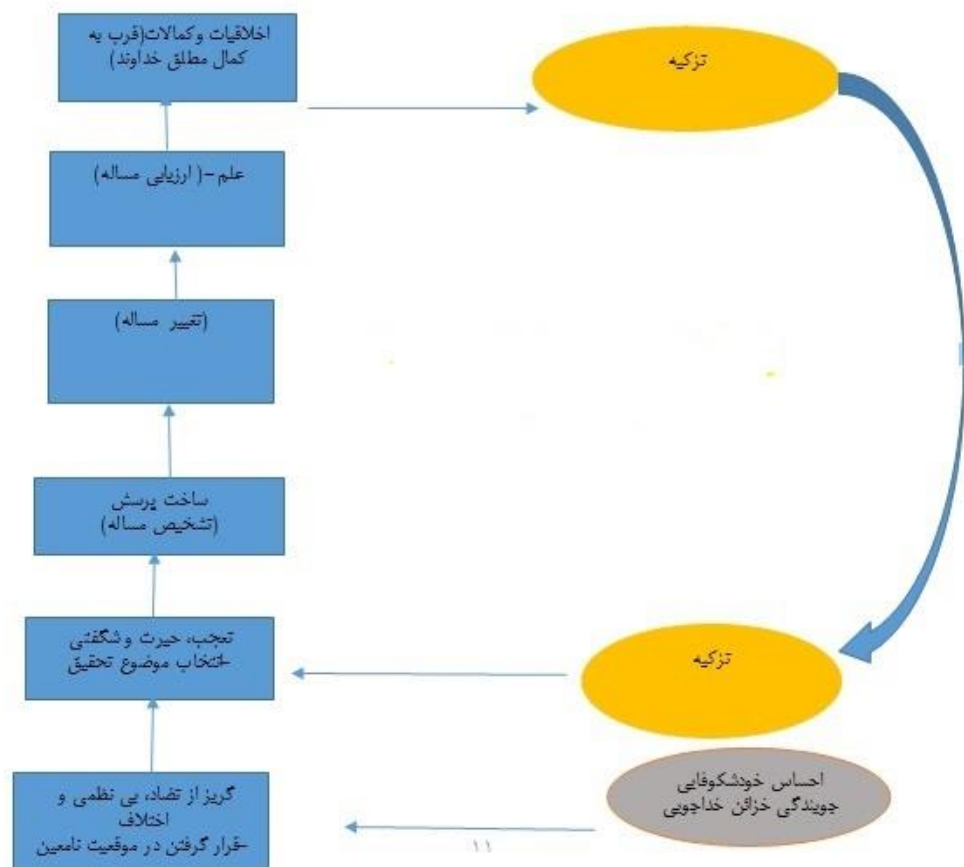 اخلاقیات و کمالات(قرب به
کمال مطلق خداوند)
تزکیه
علم -( ارزیابی مساله)
(تغییر مساله)
ساخت پرسش
(تشخیص مساله)
تعجب، حیرت و شگفتی
-انتخاب موضوع تحقیق
تزکیه
احساس خودشکوفایی
جویندگی خزائن خداجویی
گریز از تضاد، بی نظمی و
اختلاف
-قرار گرفتن در موقعیت نامعین
۱۱